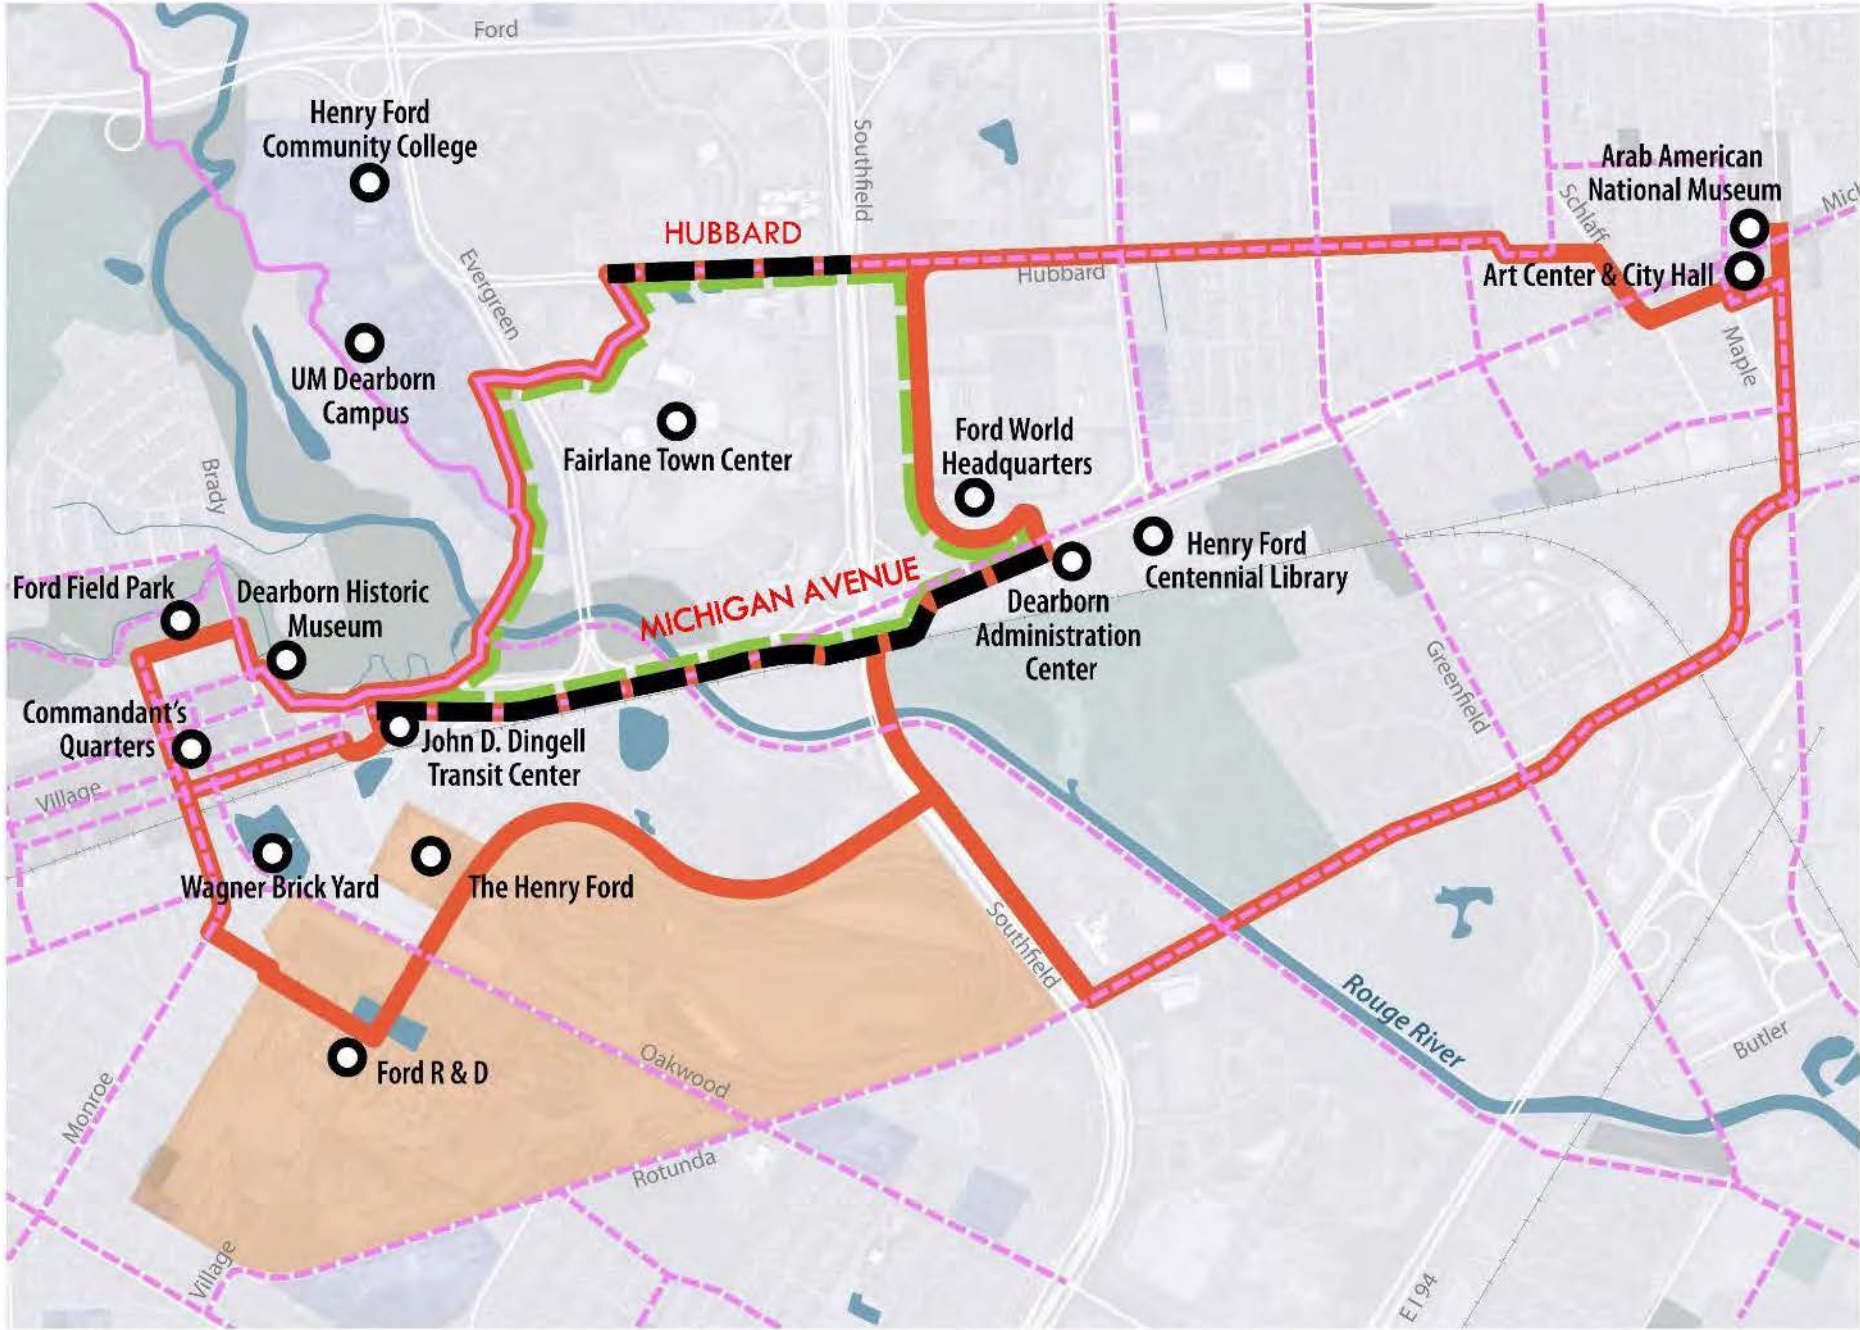 Ford
Henry Ford
Community College
Southfield
Arab American
National Museum
Schlaff
Mich
HUBBARD
Evergreen
Hubbard
Art Center & City Hall
UM Dearborn
Campus
Maple
Fairlane Town Center
Ford World
Headquarters
Brady
Henry Ford
Centennial Library
MICHIGAN AVENUE
Ford Field Park
Dearborn Historic
Museum
Dearborn
Administration
Center
Greenfield
Commandant's
Quarters
John D. Dingell
Transit Center
Village
Wagner Brick Yard
The Henry Ford
Southfield
Rouge River
Ford R & D
Oakwood
Butler
Monroe
Rotunda
Village
E I 94